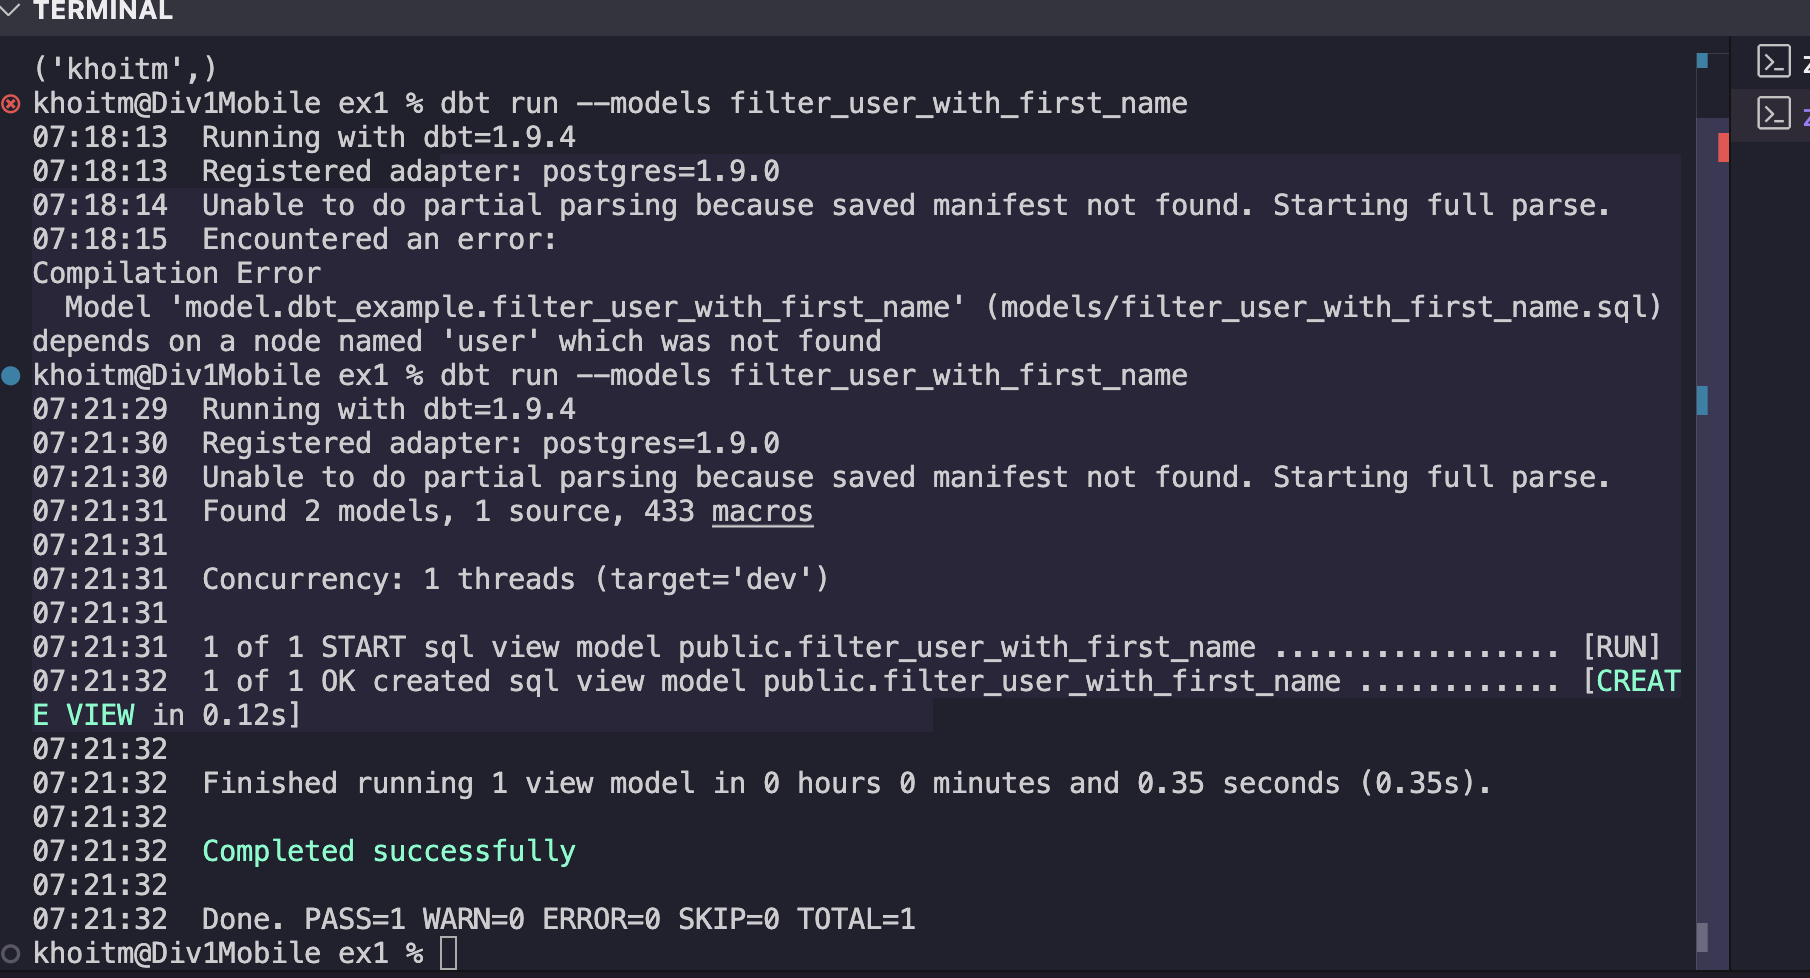 TERMINAL
('khoitm',)
khoitm@Div1Mobile ex1 % dbt run --models filter_user_with_first_name
07:18:13  Running with dbt=1.9.4
07:18:13  Registered adapter: postgres=1.9.0
07:18:14  Unable to do partial parsing because saved manifest not found. Starting full parse.
07:18:15  Encountered an error:
Compilation Error
  Model 'model.dbt_example.filter_user_with_first_name' (models/filter_user_with_first_name.sql)
depends on a node named 'user' which was not found
khoitm@Div1Mobile ex1 % dbt run --models filter_user_with_first_name
07:21:29  Running with dbt=1.9.4
07:21:30  Registered adapter: postgres=1.9.0
07:21:30  Unable to do partial parsing because saved manifest not found. Starting full parse.
07:21:31  Found 2 models, 1 source, 433 macros
07:21:31
07:21:31  Concurrency: 1 threads (target='dev')
07:21:31
07:21:31  1 of 1 START sql view model public.filter_user_with_first_name ................. [RUN]
07:21:32  1 of 1 OK created sql view model public.filter_user_with_first_name ............ [CREAT
E VIEW in 0.12s]
07:21:32
07:21:32  Finished running 1 view model in 0 hours 0 minutes and 0.35 seconds (0.35s).
07:21:32
07:21:32  Completed successfully
07:21:32
07:21:32  Done. PASS=1 WARN=0 ERROR=0 SKIP=0 TOTAL=1
khoitm@Div1Mobile ex1 %